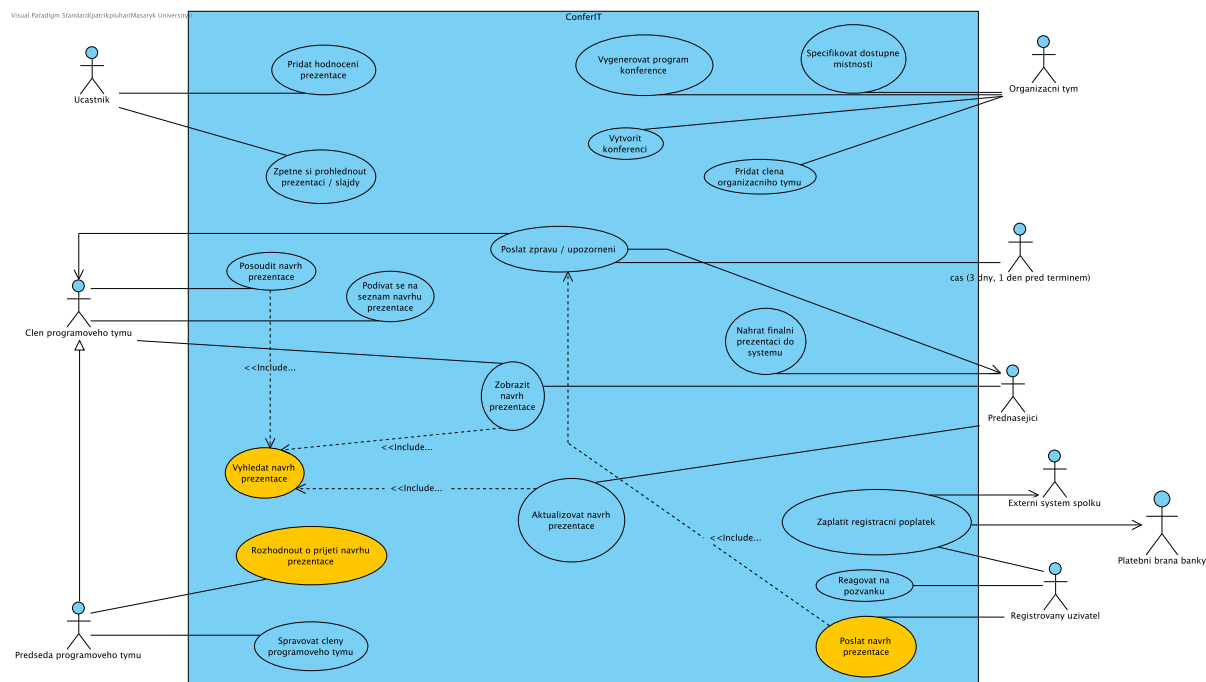 Visual Paradigm Standard(patrikpluhar(Masaryk University))
ConferIT
Pridat hodnoceni
prezentace
Vygenerovat program
konference
Specifikovat dostupne
mistnosti
Ucastnik
Organizacni tym
Vytvorit
konferenci
Zpetne si prohlednout
prezentaci / slajdy
Pridat clena
organizacniho tymu
Poslat zpravu / upozorneni
cas (3 dny, 1 den pred terminem)
Posoudit navrh
prezentace
Podivat se na
seznam navrhu
prezentace
Clen programoveho tymu
Nahrat finalni
prezentaci do
systemu
<<Include...
Zobrazit
navrh
prezentace
Prednasejici
<<Include...
Vyhledat navrh
prezentace
<<Include...
Externi system spolku
Aktualizovat navrh
prezentace
Zaplatit registracni poplatek
<<Include...
Platebni brana banky
Rozhodnout o prijeti navrhu
prezentace
Reagovat na
pozvanku
Registrovany uzivatel
Predseda programoveho tymu
Spravovat cleny
programoveho tymu
Poslat navrh
prezentace